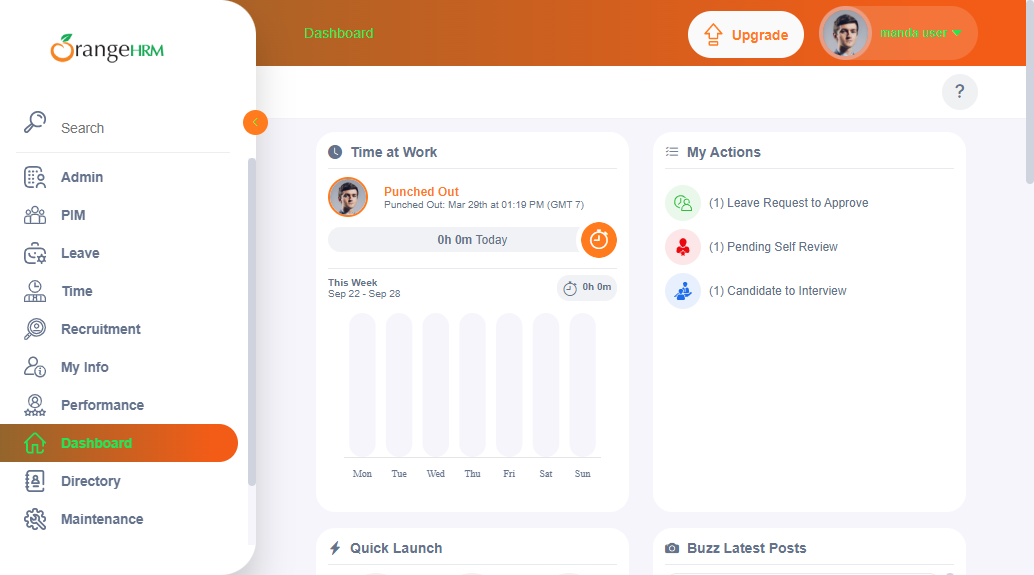 OrangeHRM
Dashboard
Upgrade
manda user
?
Search
Admin
PIM
Leave
Time
Recruitment
My Info
Performance
Dashboard
Directory
Maintenance
Time at Work
Punched Out
Punched Out: Mar 29th at 01:19 PM (GMT 7)
0h 0m Today
This Week
Sep 22 - Sep 28
0h 0m
Mon Tue Wed Thu Fri Sat Sun
My Actions
(1) Leave Request to Approve
(1) Pending Self Review
(1) Candidate to Interview
Quick Launch
Buzz Latest Posts